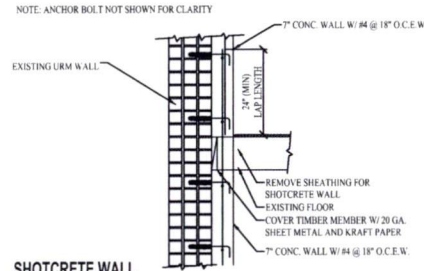 NOTE: ANCHOR BOLT NOT SHOWN FOR CLARITY
7" CONC. WALL W/ #4 @ 18" O.C.E.W.
EXISTING URM WALL
24" (MIN)
LAP LENGTH
REMOVE SHEATHING FOR
SHOTCRETE WALL
EXISTING FLOOR
COVER TIMBER MEMBER W/ 20 GA.
SHEET METAL AND KRAFT PAPER
7" CONC. WALL W/ #4 @ 18" O.C.E.W.
SHOTCRETE WALL